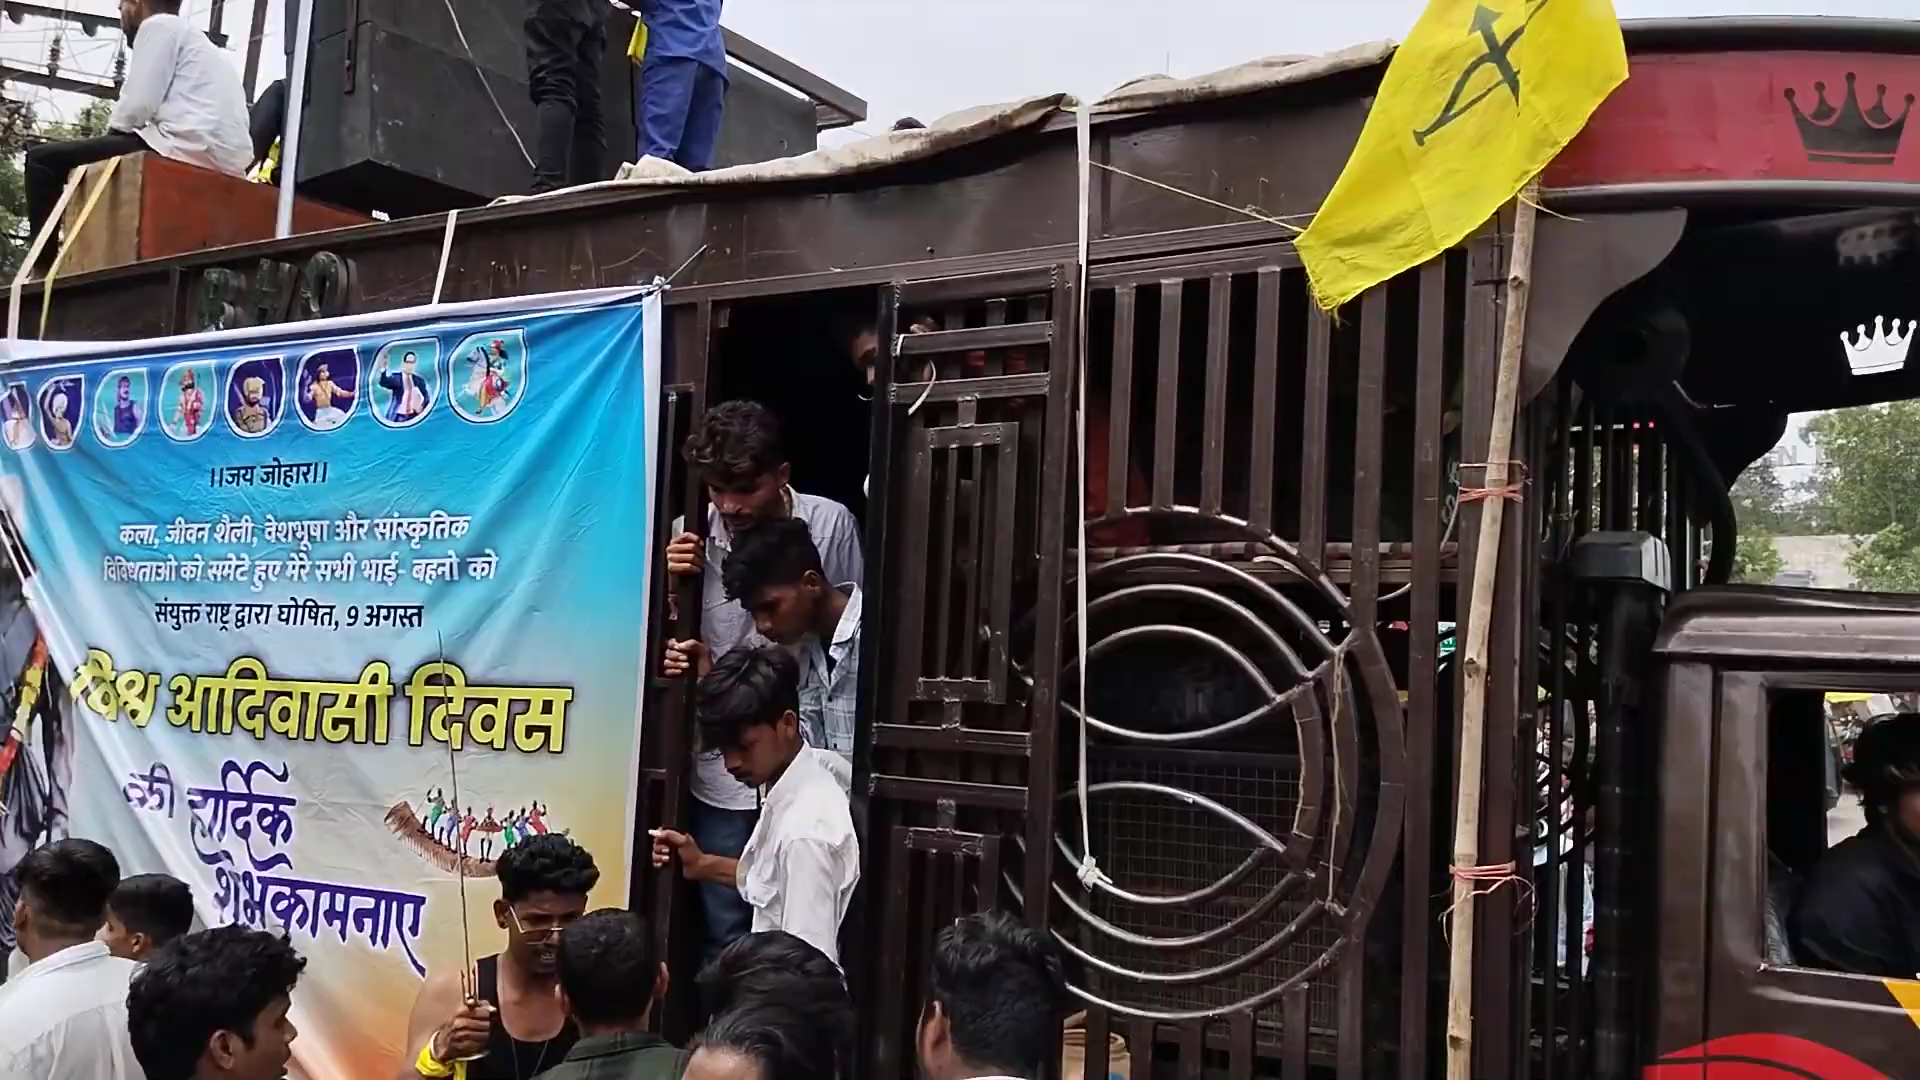 ।।जय जोहार।।
कला, जीवन शैली, वेशभूषा और सांस्कृतिक
विविधताओ को समेटे हुए मेरे सभी भाई- बहनो को
संयुक्त राष्ट्र द्वारा घोषित, 9 अगस्त
विश्व आदिवासी दिवस
की हार्दिक
शुभकामनाए